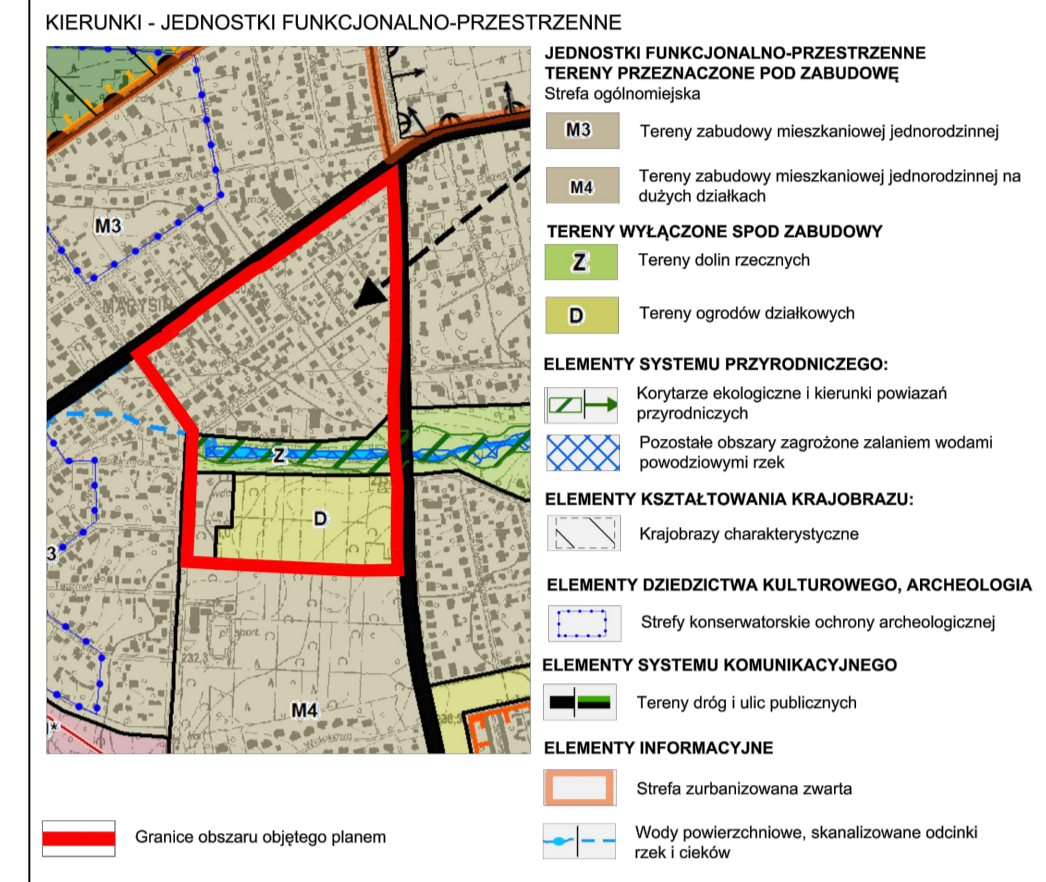 KIERUNKI - JEDNOSTKI FUNKCJONALNO-PRZESTRZENNE
M3
MARYSIN
Z
D
3
232,3
M4
JEDNOSTKI FUNKCJONALNO-PRZESTRZENNE
TERENY PRZEZNACZONE POD ZABUDOWĘ
Strefa ogólnomiejska
M3 Tereny zabudowy mieszkaniowej jednorodzinnej
M4 Tereny zabudowy mieszkaniowej jednorodzinnej na
dużych działkach
TERENY WYŁĄCZONE SPOD ZABUDOWY
Z Tereny dolin rzecznych
D Tereny ogrodów działkowych
ELEMENTY SYSTEMU PRZYRODNICZEGO:
Korytarze ekologiczne i kierunki powiazań
przyrodniczych
Pozostałe obszary zagrożone zalaniem wodami
powodziowymi rzek
ELEMENTY KSZTAŁTOWANIA KRAJOBRAZU:
Krajobrazy charakterystyczne
ELEMENTY DZIEDZICTWA KULTUROWEGO, ARCHEOLOGIA
Strefy konserwatorskie ochrony archeologicznej
ELEMENTY SYSTEMU KOMUNIKACYJNEGO
Tereny dróg i ulic publicznych
ELEMENTY INFORMACYJNE
Strefa zurbanizowana zwarta
Wody powierzchniowe, skanalizowane odcinki
rzek i cieków
Granice obszaru objętego planem